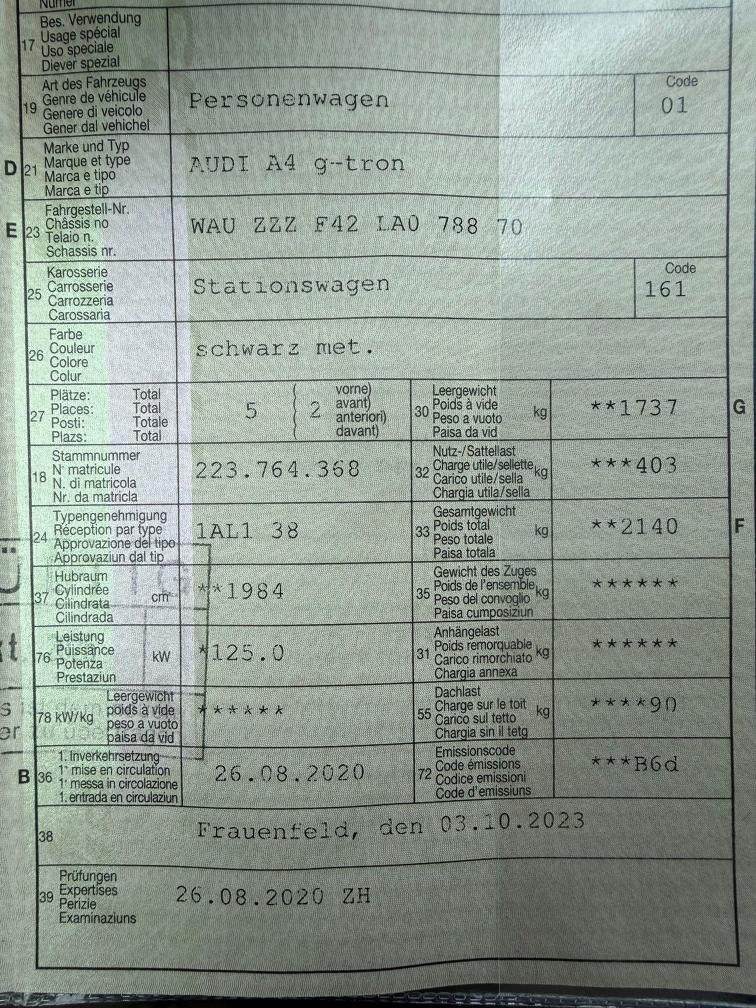 Numer
17 Bes. Verwendung
Usage spécial
Uso speciale
Diever spezial
19 Art des Fahrzeugs
Genre de véhicule
Genere di veicolo
Gener dal vehichel
Personenwagen
Code
01
D 21 Marke und Typ
Marque et type
Marca e tipo
Marca e tip
AUDI A4 g-tron
E 23 Fahrgestell-Nr.
Châssis no
Telaio n.
Schassis nr.
WAU ZZZ F42 LA0 788 70
25 Karosserie
Carrosserie
Carrozzeria
Carossaria
Stationswagen
Code
161
26 Farbe
Couleur
Colore
Colur
schwarz met.
27 Plätze: Total
Places: Total
Posti: Totale
Plazs: Total
5 ( 2 vorne)
avant)
anteriori)
davant)
30 Leergewicht
Poids à vide
Peso a vuoto
Paisa da vid
kg
**1737
G
18 Stammnummer
N° matricule
N. di matricola
Nr. da matricla
223.764.368
32 Nutz-/Sattellast
Charge utile/sellette
Carico utile/sella
Chargia utila/sella
kg
***403
24 Typengenehmigung
Réception par type
Approvazione del tipo
Approvaziun dal tip
1AL1 38
33 Gesamtgewicht
Poids total
Peso totale
Paisa totala
kg
**2140
F
37 Hubraum
Cylindrée
Cilindrata
Cilindrada
cm³
**1984
35 Gewicht des Zuges
Poids de l'ensemble
Peso del convoglio
Paisa cumposiziun
kg
******
76 Leistung
Puissance
Potenza
Prestaziun
kW
*125.0
31 Anhängelast
Poids remorquable
Carico rimorchiato
Chargia annexa
kg
******
78 kW/kg Leergewicht
poids à vide
peso a vuoto
paisa da vid
******
55 Dachlast
Charge sur le toit
Carico sul tetto
Chargia sin il tetg
kg
****90
B 36 1. Inverkehrsetzung
1ᵉ mise en circulation
1ᵃ messa in circolazione
1. entrada en circulaziun
26.08.2020
72 Emissionscode
Code émissions
Codice emissioni
Code d'emissiuns
***B6d
38 Frauenfeld, den 03.10.2023
39 Prüfungen
Expertises
Perizie
Examinaziuns
26.08.2020 ZH